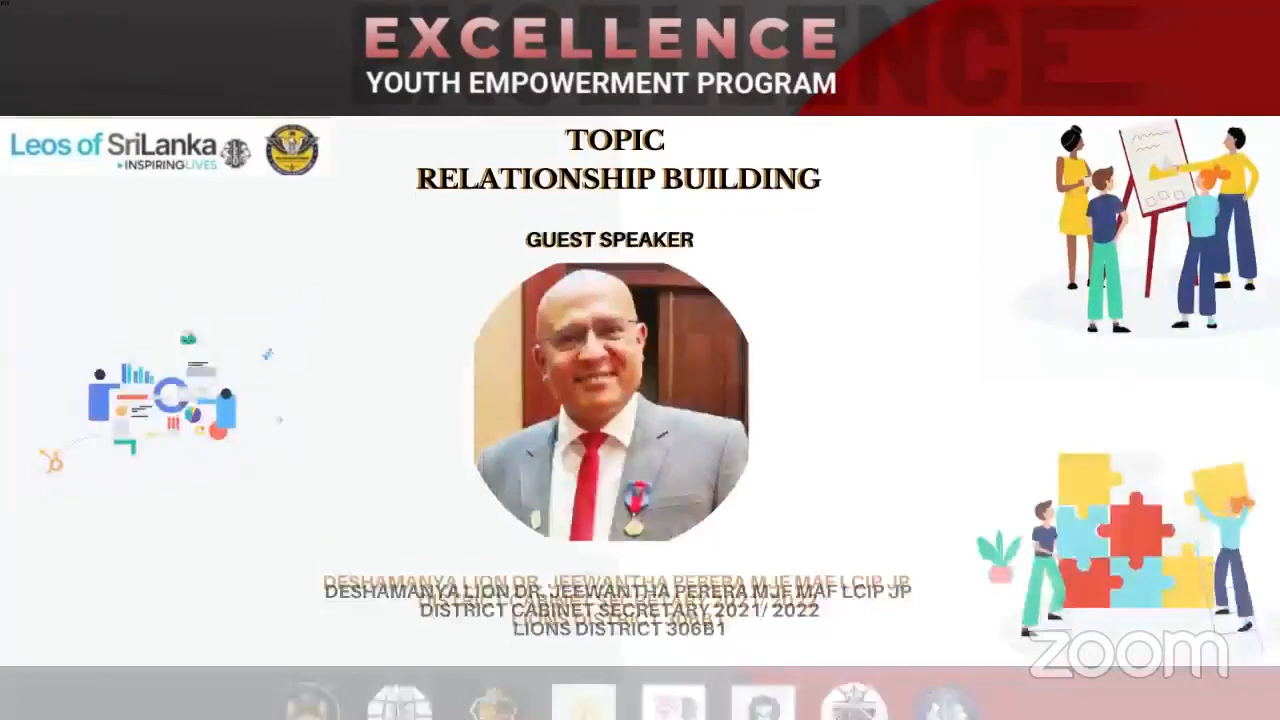 EXCELLENCE
YOUTH EMPOWERMENT PROGRAM
Leos of SriLanka
INSPIRINGLIVES
TOPIC
RELATIONSHIP BUILDING
GUEST SPEAKER
DESHAMANYA LION DR. JEEWANTHA PERERA MJF MAF LCIP JP
DISTRICT CABINET SECRETARY 2021/ 2022
LIONS DISTRICT 306B1
zoom